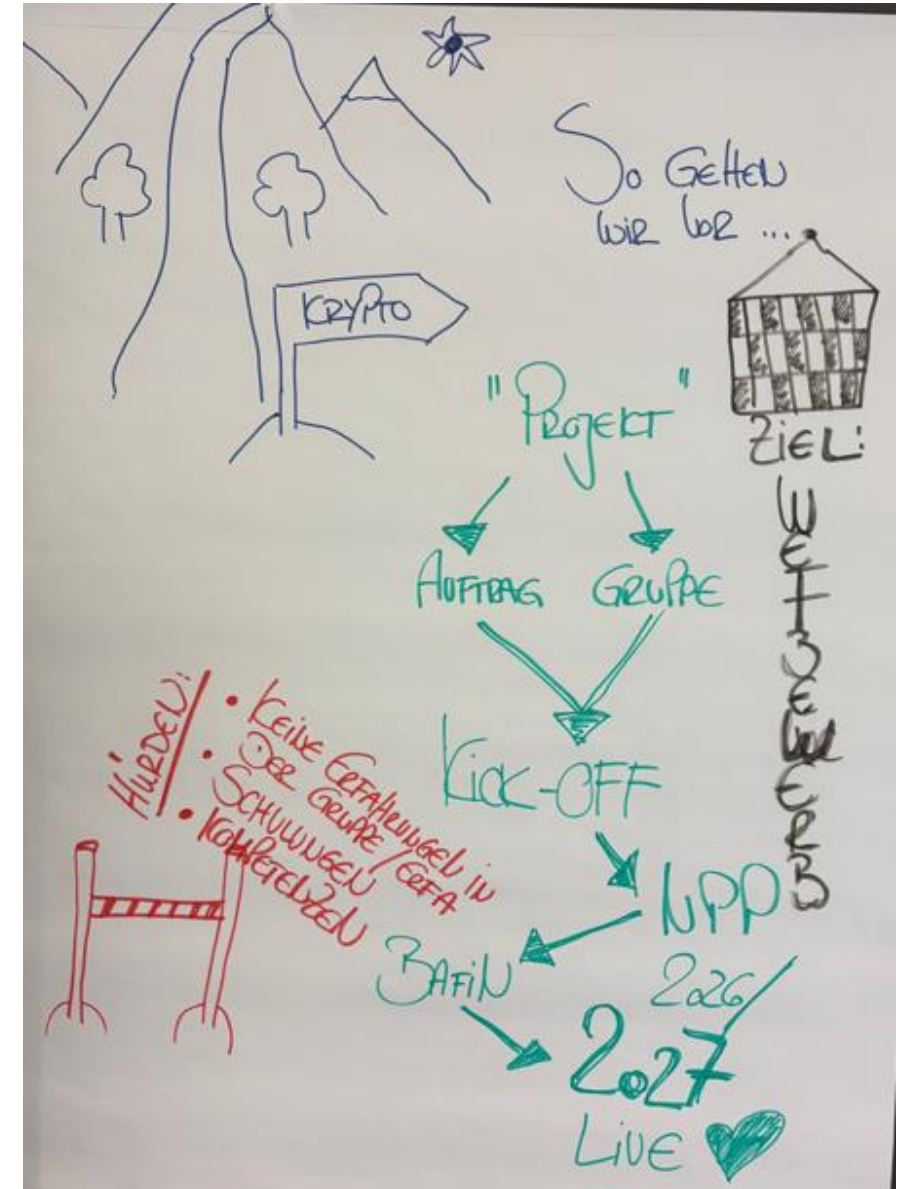 So GEHEN
WIR VOR ...
KRYPTO
"PROJEKT"
AUFTRAG GRUPPE
KICK-OFF
NPP
BAFIN
2026/
2027
LIVE
ZIEL:
WETTBEWERB
HÜRDEN:
• KEINE ERFAHRUNGEN IN
DER GRUPPE / ERFA
• SCHULUNGEN
• KOMPETENZEN